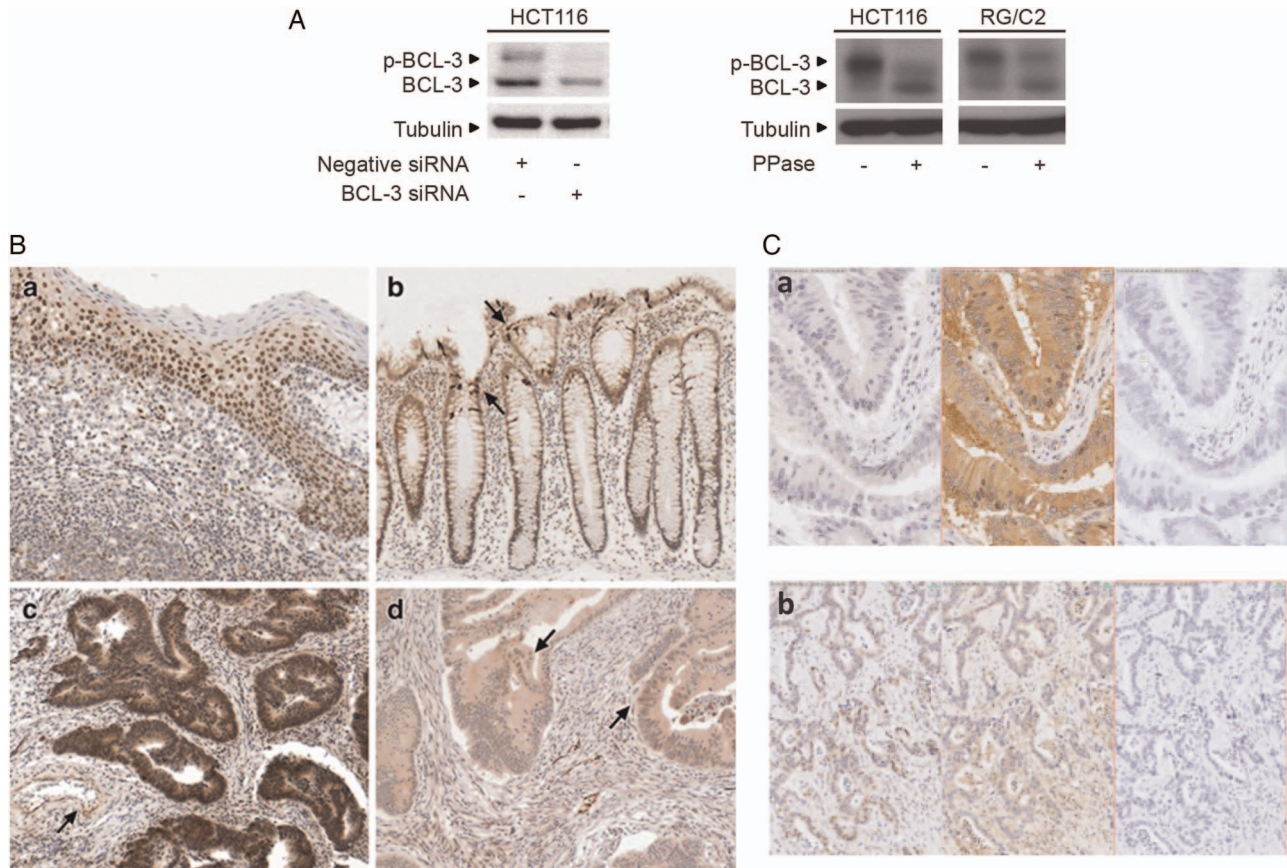 A
HCT116
p-BCL-3
BCL-3
Tubulin
Negative siRNA + -
BCL-3 siRNA - +
HCT116 RG/C2
p-BCL-3
BCL-3
Tubulin
PPase - + - +
B
a
b
c
d
C
a
b